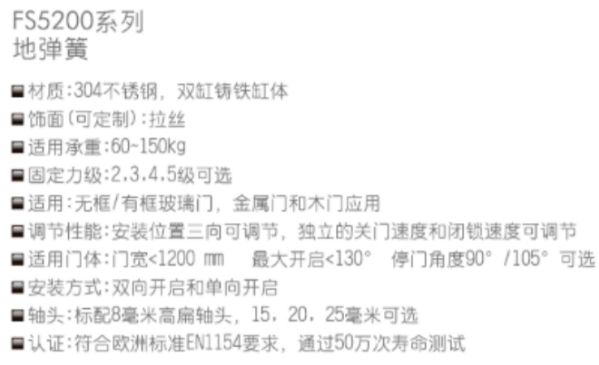 FS5200系列
地弹簧
材质:304不锈钢，双缸铸铁缸体
饰面(可定制):拉丝
适用承重:60~150kg
固定力级:2.3.4.5级可选
适用:无框/有框玻璃门，金属门和木门应用
调节性能:安装位置三向可调节，独立的关门速度和闭锁速度可调节
适用门体:门宽<1200 mm 最大开启<130° 停门角度90°/105°可选
安装方式:双向开启和单向开启
轴头:标配8毫米高扁轴头，15，20，25毫米可选
认证:符合欧洲标准EN1154要求，通过50万次寿命测试